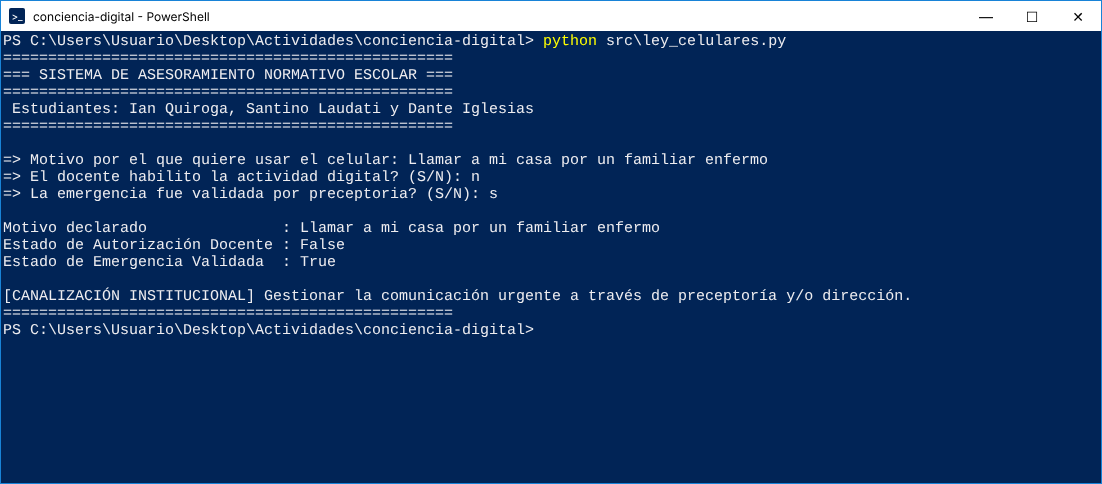 conciencia-digital - PowerShell
PS C:\Users\Usuario\Desktop\Actividades\conciencia-digital> python src\ley_celulares.py
==================================================
=== SISTEMA DE ASESORAMIENTO NORMATIVO ESCOLAR ===
==================================================
 Estudiantes: Ian Quiroga, Santino Laudati y Dante Iglesias
==================================================

=> Motivo por el que quiere usar el celular: Llamar a mi casa por un familiar enfermo
=> El docente habilito la actividad digital? (S/N): n
=> La emergencia fue validada por preceptoria? (S/N): s

Motivo declarado               : Llamar a mi casa por un familiar enfermo
Estado de Autorización Docente : False
Estado de Emergencia Validada  : True

[CANALIZACIÓN INSTITUCIONAL] Gestionar la comunicación urgente a través de preceptoría y/o dirección.
==================================================
PS C:\Users\Usuario\Desktop\Actividades\conciencia-digital>